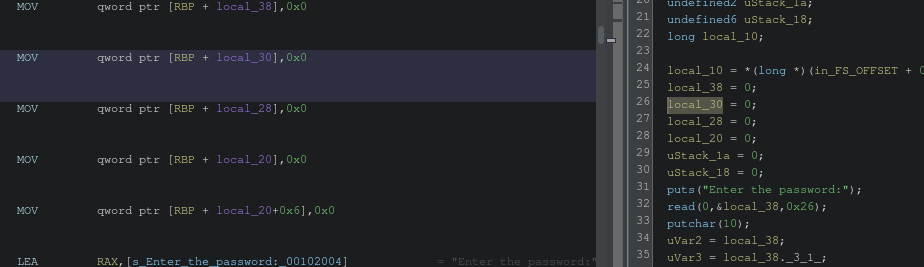 MOV qword ptr [RBP + local_38],0x0
MOV qword ptr [RBP + local_30],0x0
MOV qword ptr [RBP + local_28],0x0
MOV qword ptr [RBP + local_20],0x0
MOV qword ptr [RBP + local_20+0x6],0x0
LEA RAX,[s_Enter_the_password:_00102004] = "Enter the password:"
20 undefined2 uStack_1a;
21 undefined6 uStack_18;
22 long local_10;
23
24 local_10 = *(long *)(in_FS_OFFSET + 0
25 local_38 = 0;
26 local_30 = 0;
27 local_28 = 0;
28 local_20 = 0;
29 uStack_1a = 0;
30 uStack_18 = 0;
31 puts("Enter the password:");
32 read(0,&local_38,0x26);
33 putchar(10);
34 uVar2 = local_38;
35 uVar3 = local_38._3_1_;